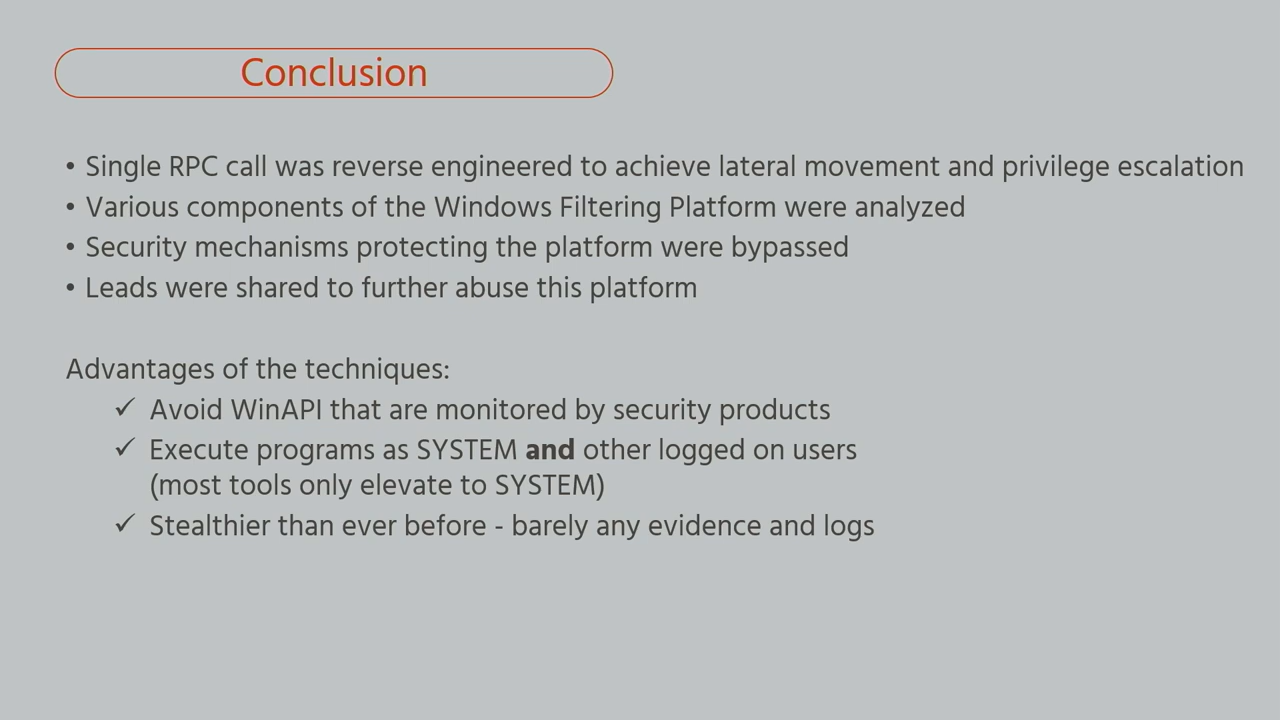 Conclusion
• Single RPC call was reverse engineered to achieve lateral movement and privilege escalation
• Various components of the Windows Filtering Platform were analyzed
• Security mechanisms protecting the platform were bypassed
• Leads were shared to further abuse this platform
Advantages of the techniques:
✓ Avoid WinAPI that are monitored by security products
✓ Execute programs as SYSTEM and other logged on users
(most tools only elevate to SYSTEM)
✓ Stealthier than ever before - barely any evidence and logs